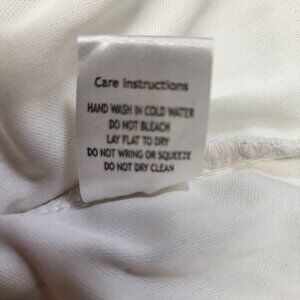 Care Instructions
HAND WASH IN COLD WATER
DO NOT BLEACH
LAY FLAT TO DRY
DO NOT WRING OR SQUEEZE
DO NOT DRY CLEAN